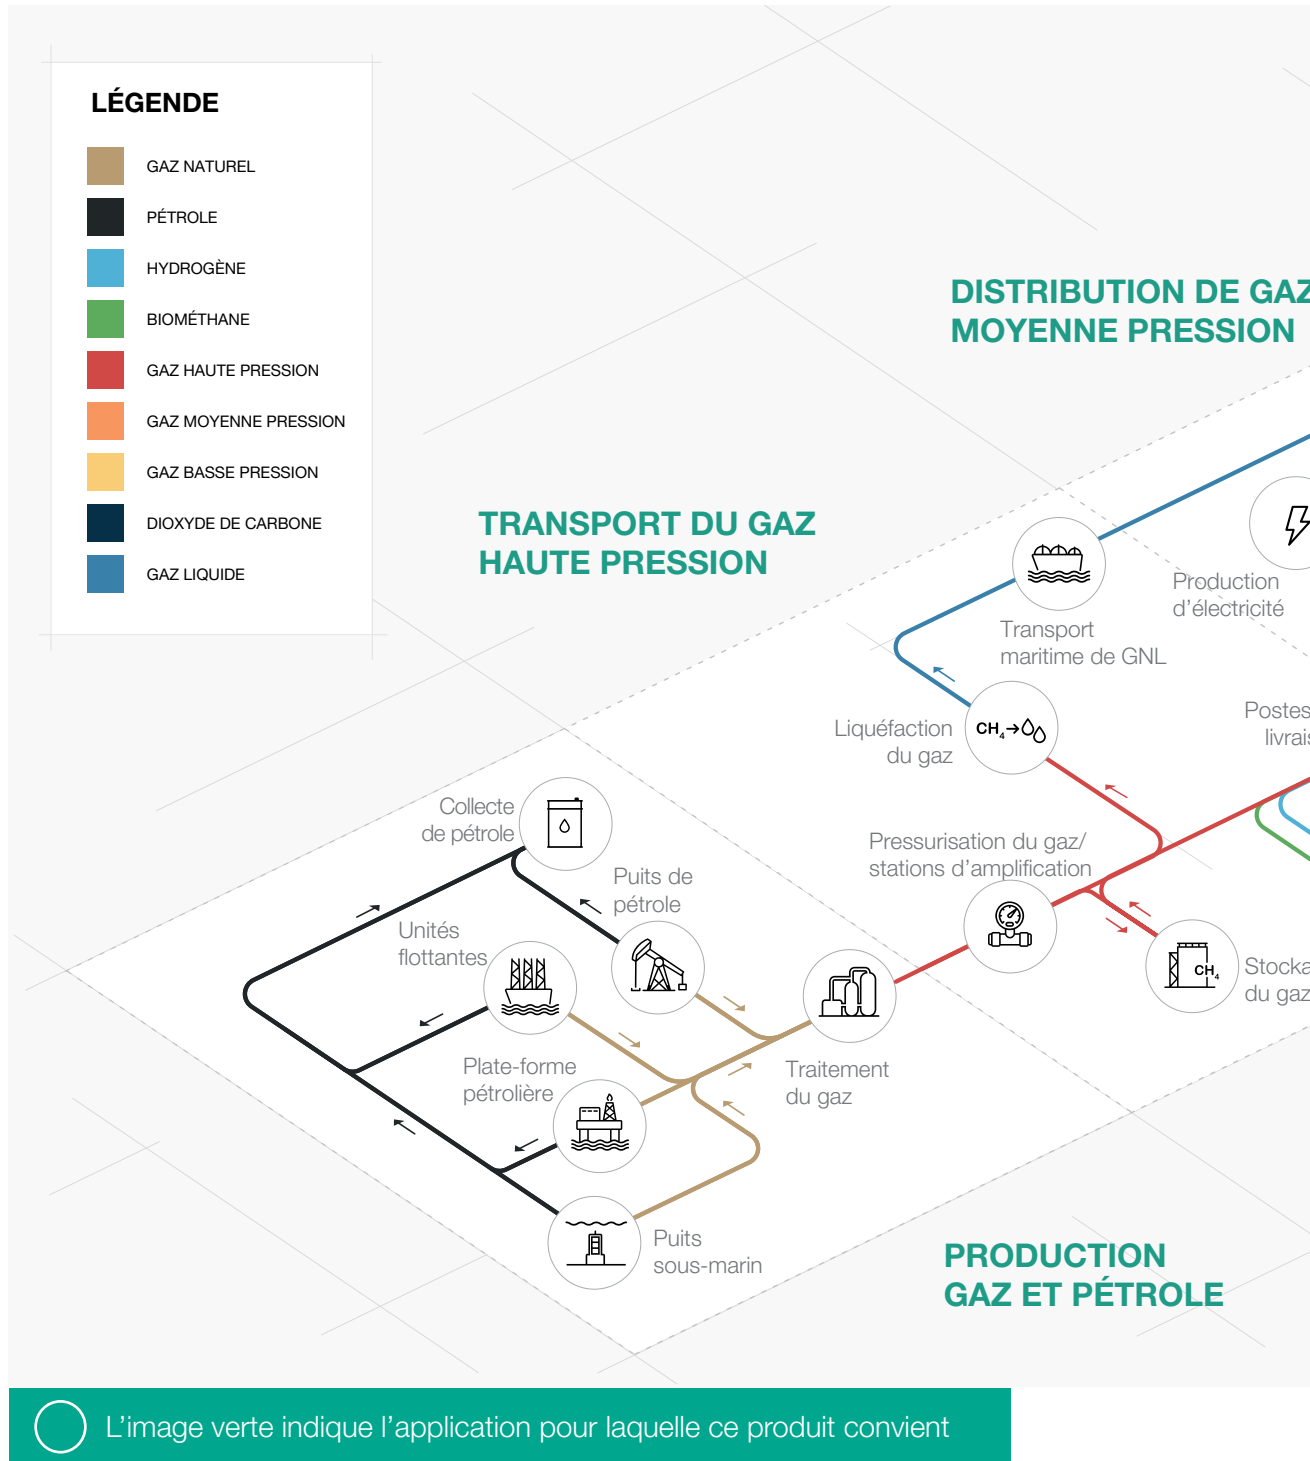 LÉGENDE
GAZ NATUREL
PÉTROLE
HYDROGÈNE
BIOMÉTHANE
GAZ HAUTE PRESSION
GAZ MOYENNE PRESSION
GAZ BASSE PRESSION
DIOXYDE DE CARBONE
GAZ LIQUIDE
DISTRIBUTION DE GAZ
MOYENNE PRESSION
TRANSPORT DU GAZ
HAUTE PRESSION
Production
d'électricité
Transport
maritime de GNL
Postes
Liquéfaction
du gaz
CH₄→
Collecte
de pétrole
Pressurisation du gaz/
stations d'amplification
Puits de
pétrole
Unités
flottantes
CH₄
du gaz
Plate-forme
pétrolière
Traitement
du gaz
Puits
sous-marin
PRODUCTION
GAZ ET PÉTROLE
L'image verte indique l'application pour laquelle ce produit convient